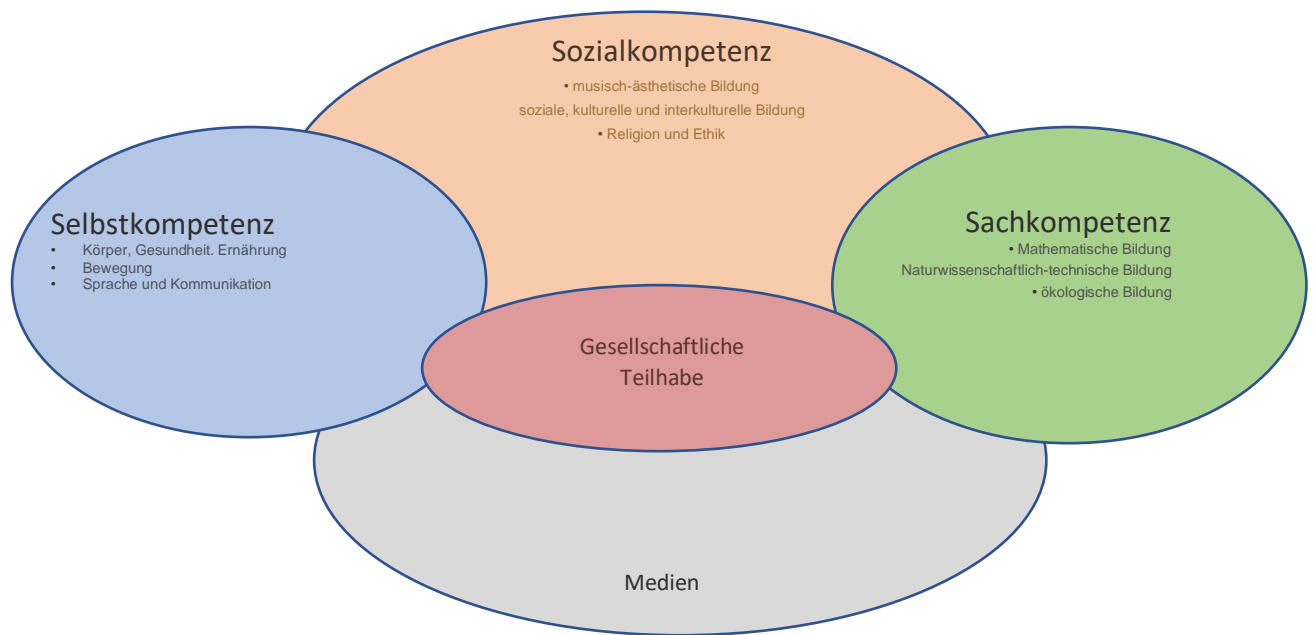 Sozialkompetenz
• musisch-ästhetische Bildung
soziale, kulturelle und interkulturelle Bildung
• Religion und Ethik
Selbstkompetenz
• Körper, Gesundheit. Ernährung
• Bewegung
• Sprache und Kommunikation
Sachkompetenz
• Mathematische Bildung
Naturwissenschaftlich-technische Bildung
• ökologische Bildung
Gesellschaftliche
Teilhabe
Medien